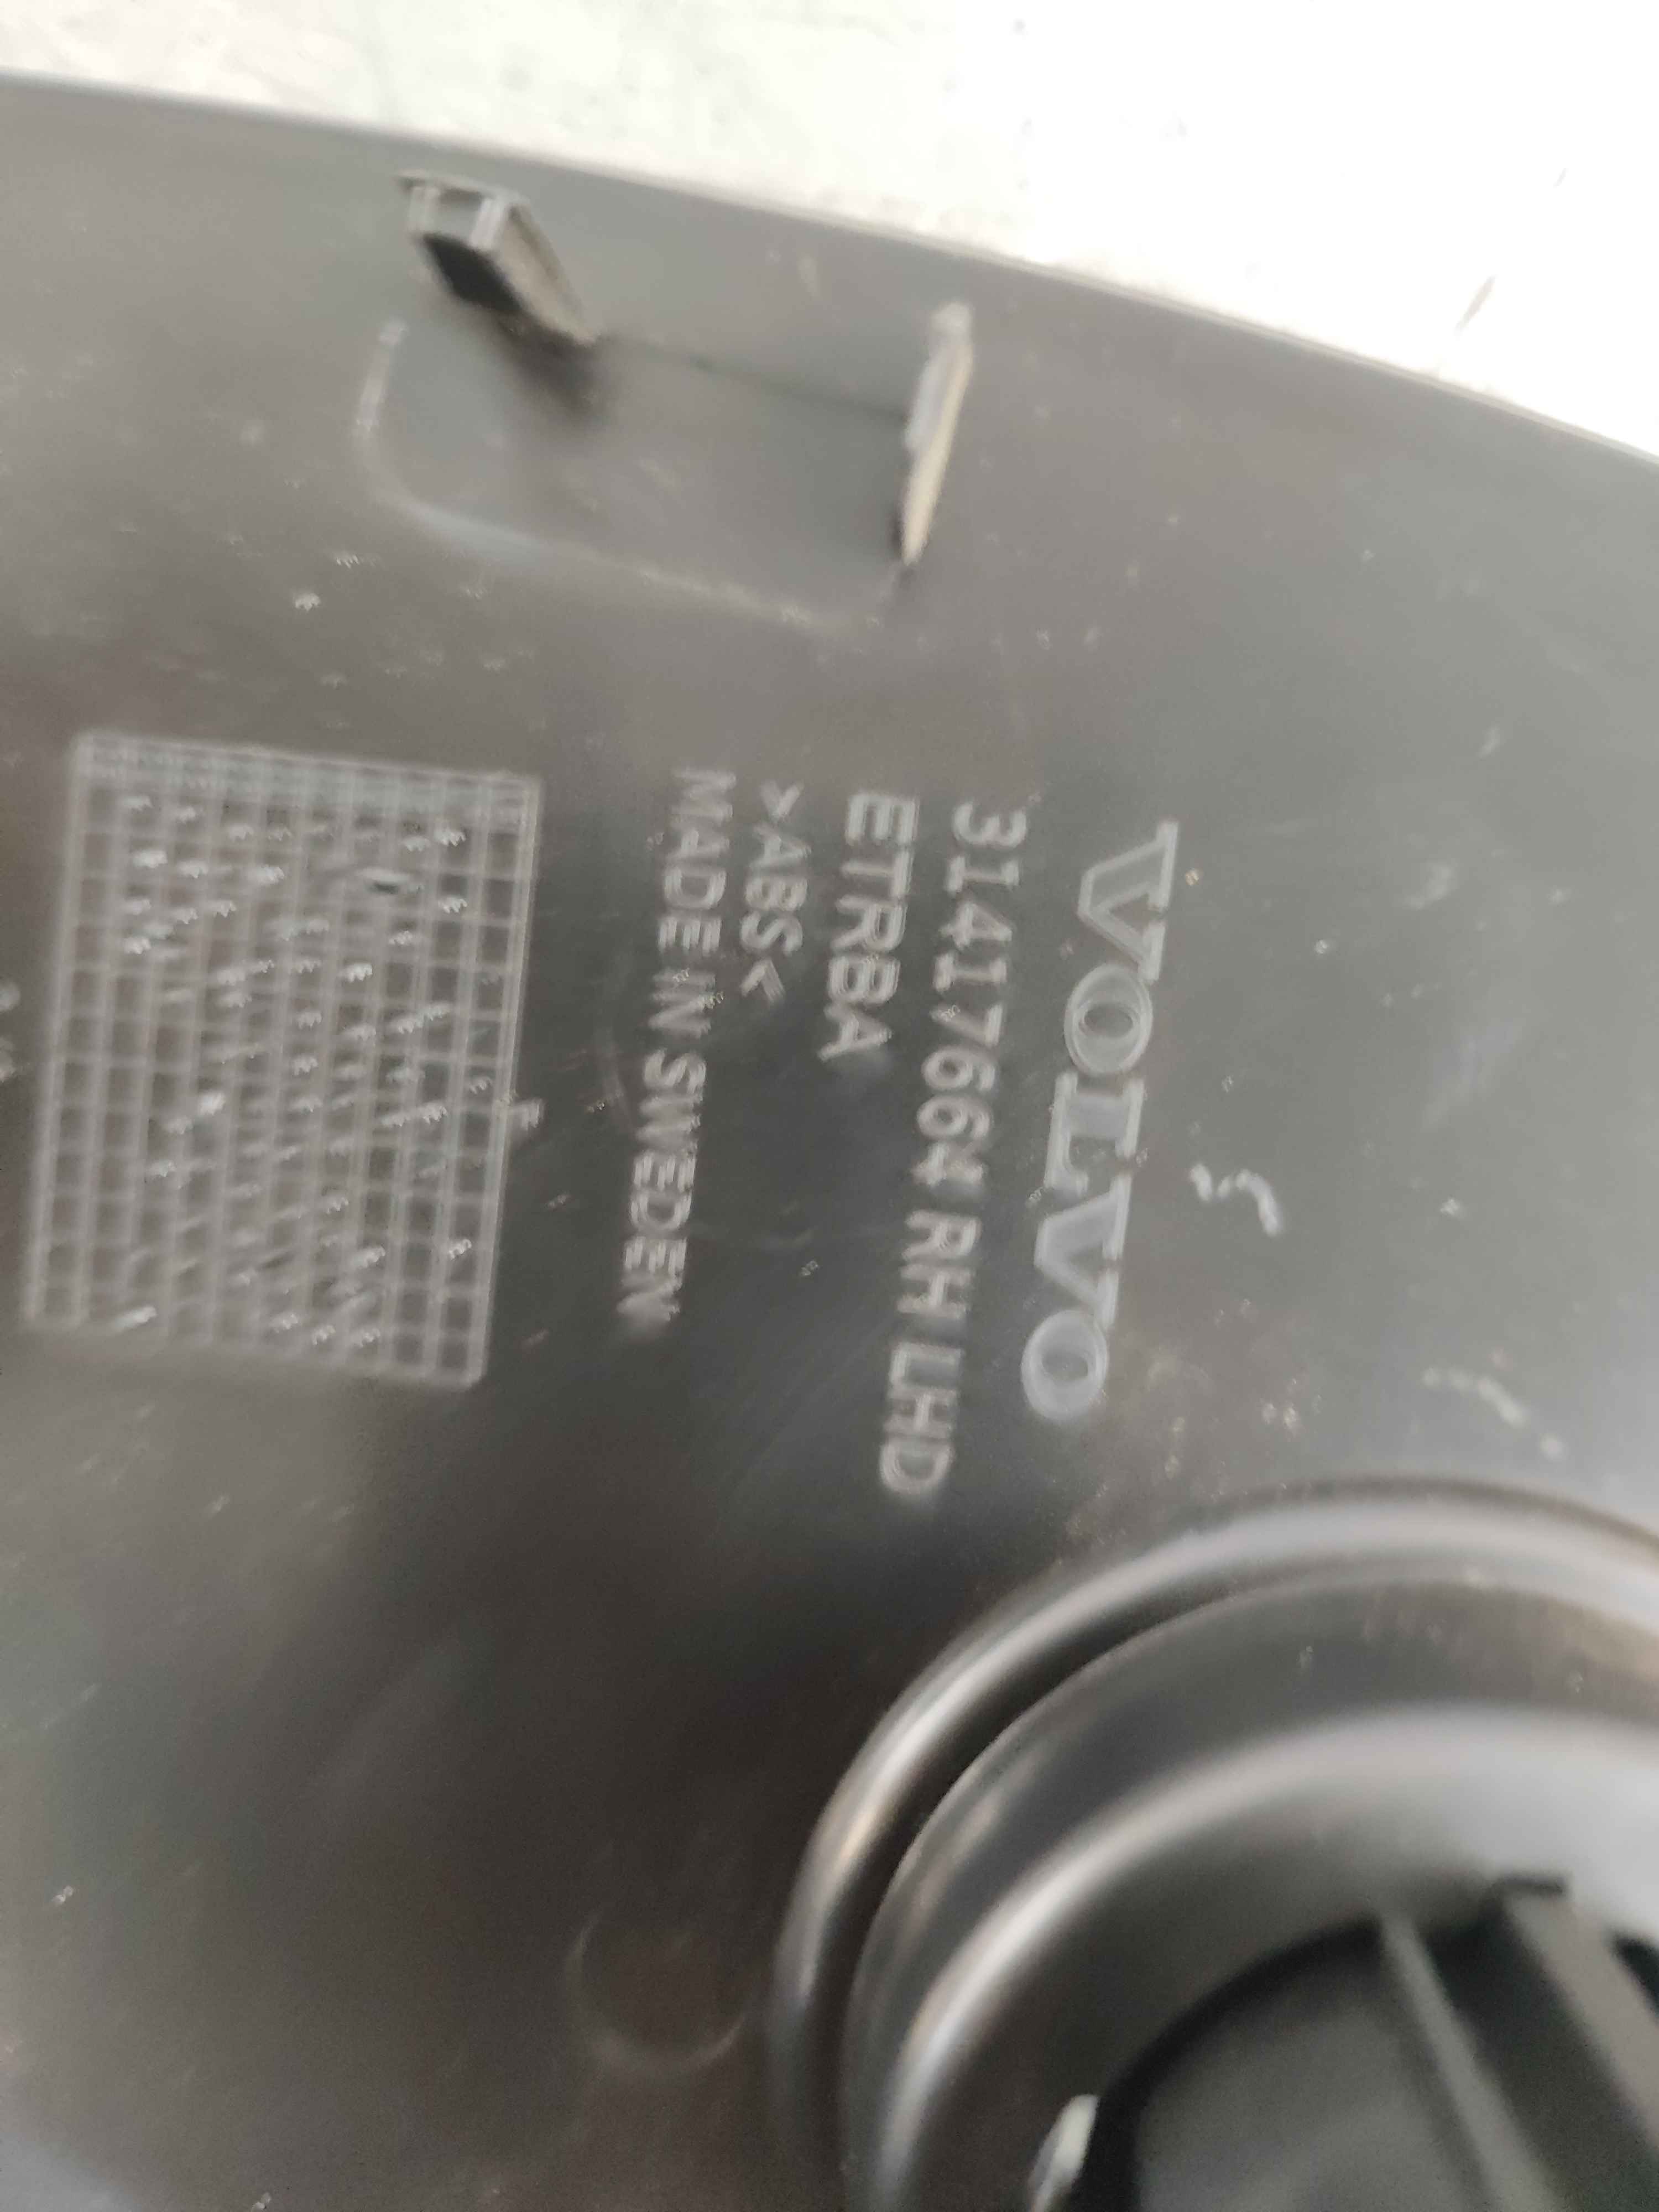 VOLVO
31417664 RH LHD
ETRBA
>ABS<
MADE IN SWEDEN